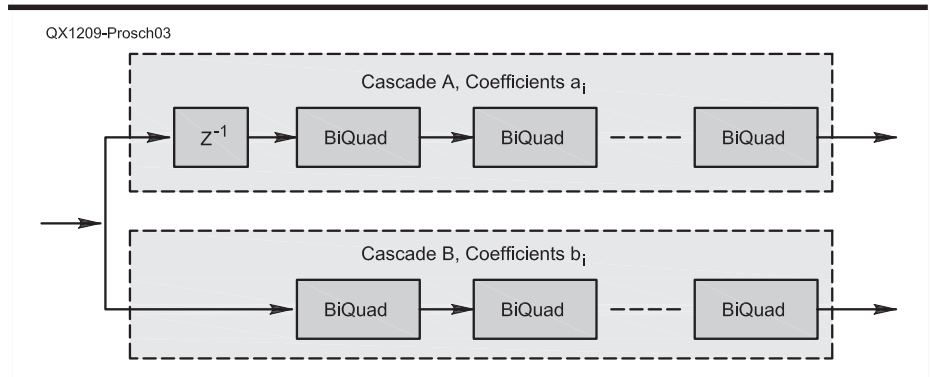 QX1209-Prosch03
Cascade A, Coefficients aᵢ
Z⁻¹ BiQuad BiQuad BiQuad
Cascade B, Coefficients bᵢ
BiQuad BiQuad BiQuad